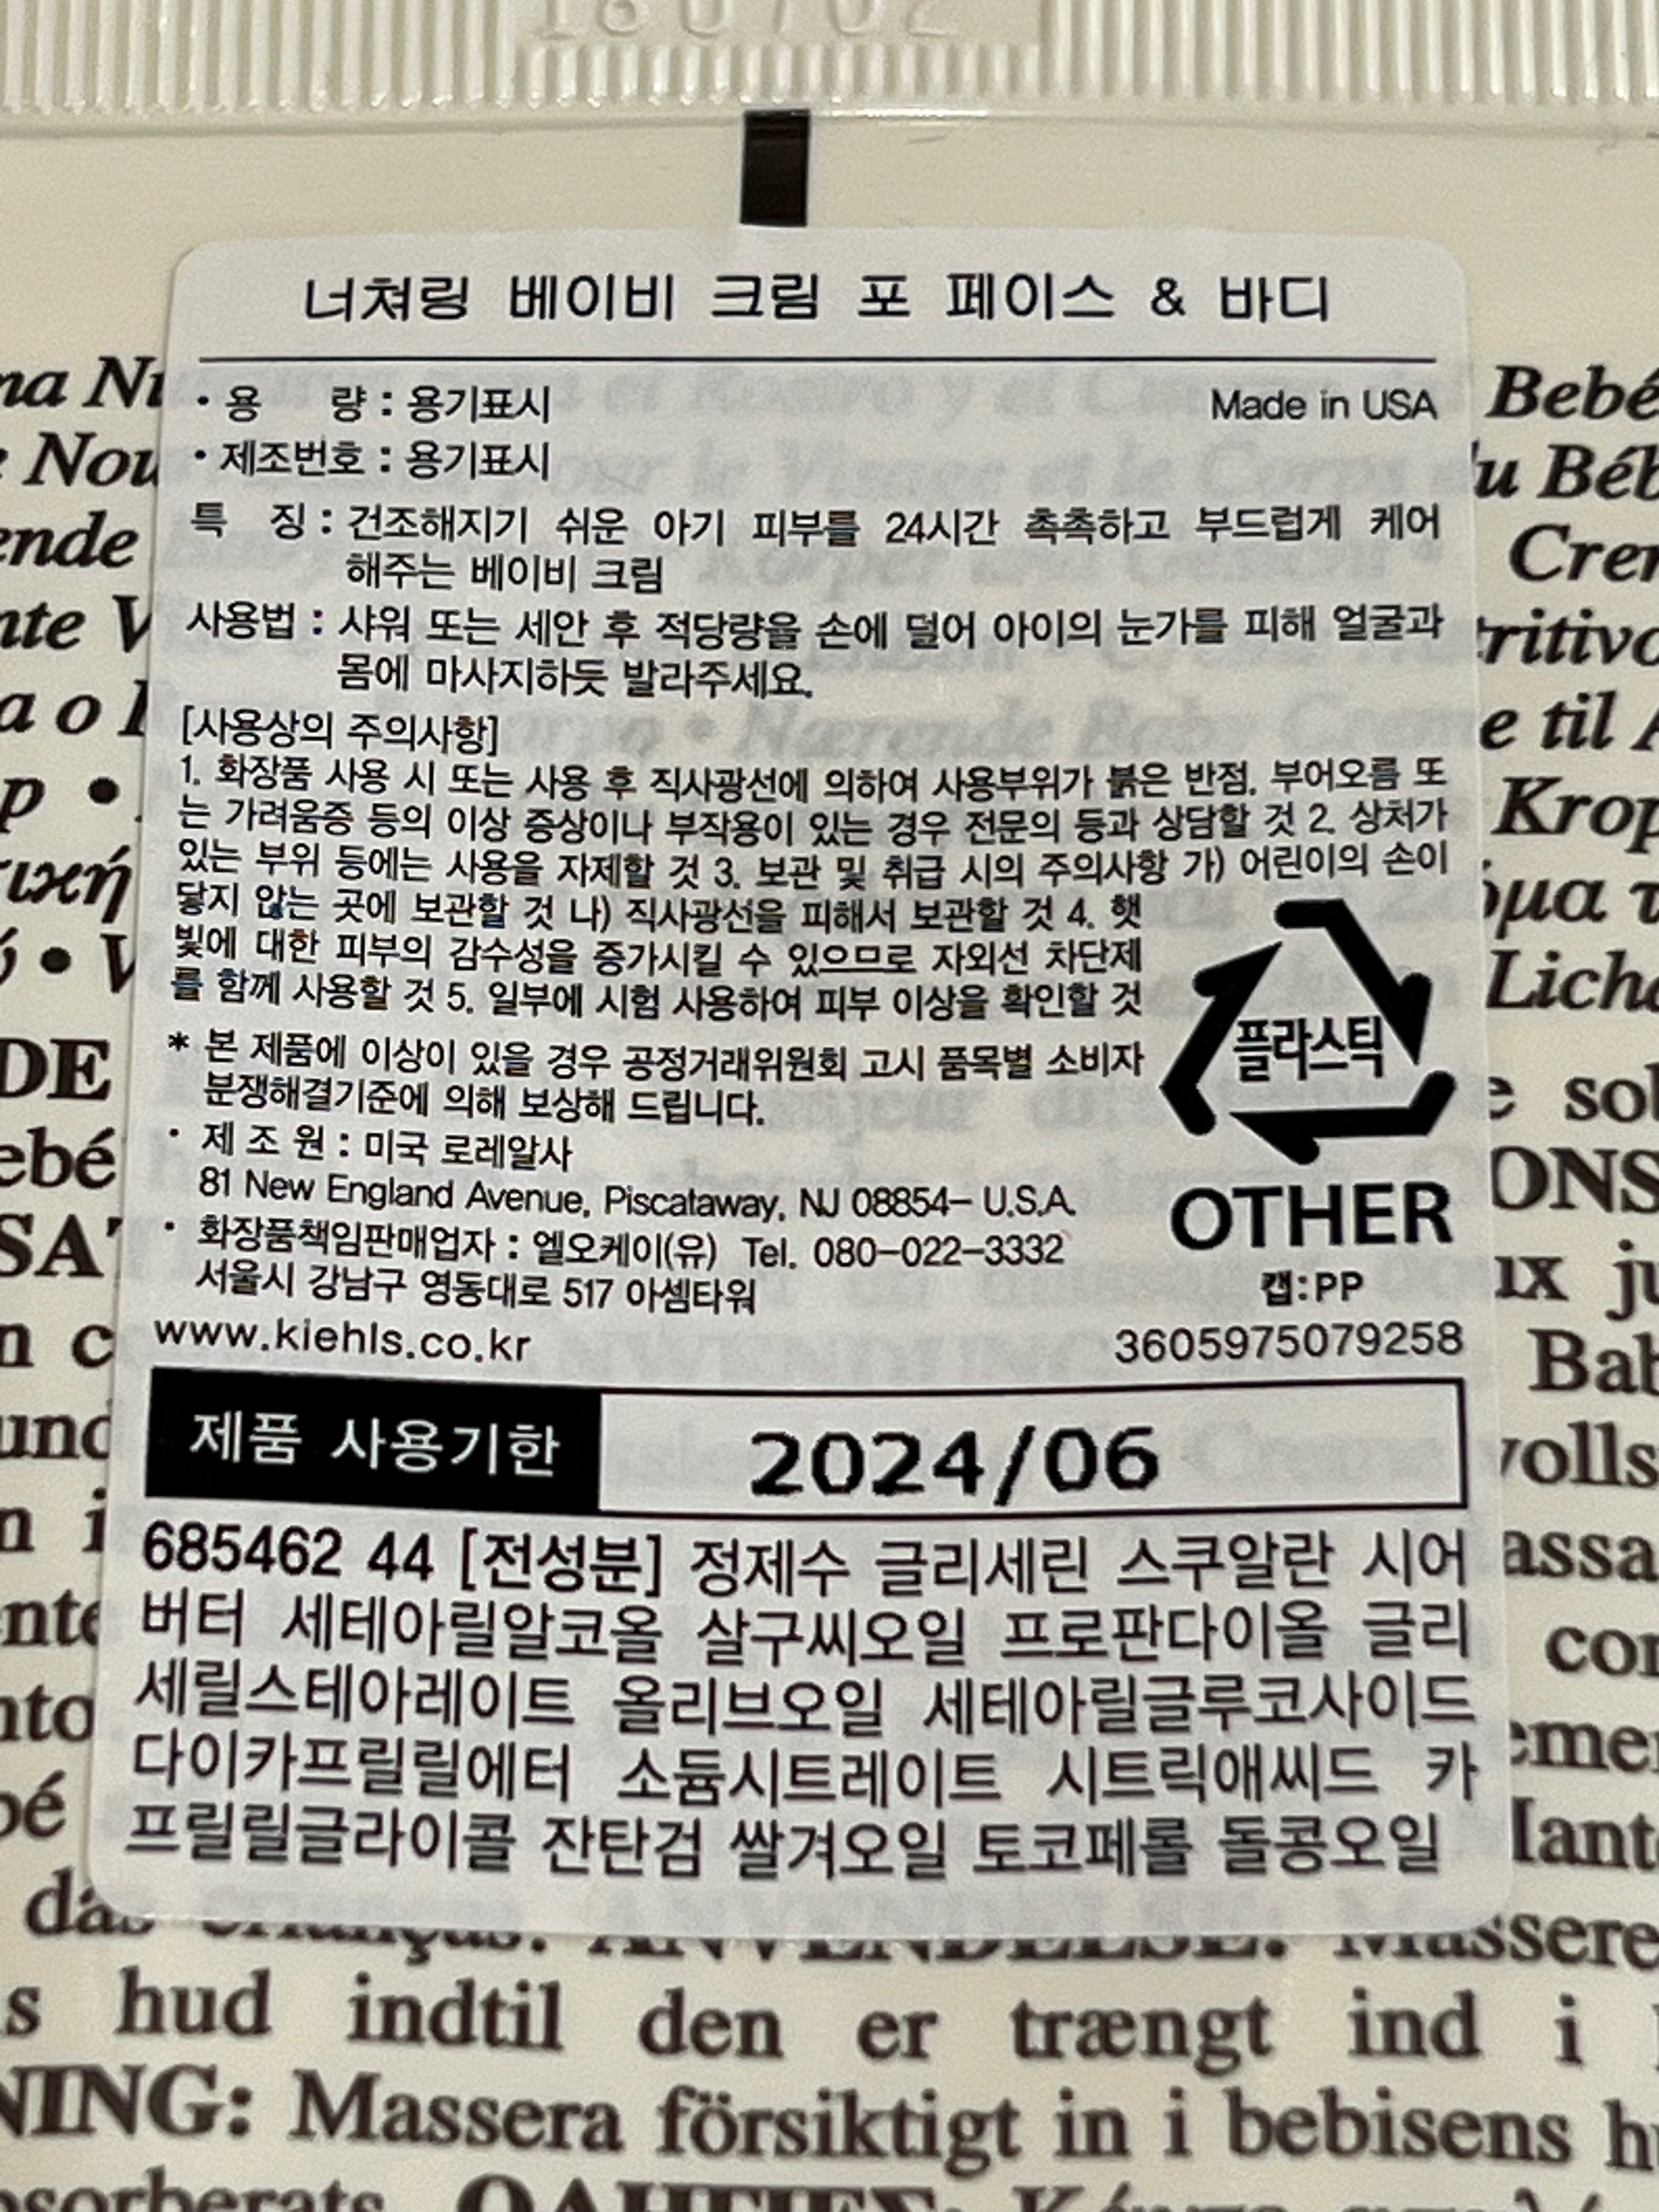 180702
너쳐링 베이비 크림 포 페이스 & 바디
· 용 량 : 용기표시 Made in USA
· 제조번호 : 용기표시
특 징 : 건조해지기 쉬운 아기 피부를 24시간 촉촉하고 부드럽게 케어
해주는 베이비 크림
사용법 : 샤워 또는 세안 후 적당량을 손에 덜어 아이의 눈가를 피해 얼굴과
몸에 마사지하듯 발라주세요.
[사용상의 주의사항]
1. 화장품 사용 시 또는 사용 후 직사광선에 의하여 사용부위가 붉은 반점, 부어오름 또
는 가려움증 등의 이상 증상이나 부작용이 있는 경우 전문의 등과 상담할 것 2. 상처가
있는 부위 등에는 사용을 자제할 것 3. 보관 및 취급 시의 주의사항 가) 어린이의 손이
닿지 않는 곳에 보관할 것 나) 직사광선을 피해서 보관할 것 4. 햇
빛에 대한 피부의 감수성을 증가시킬 수 있으므로 자외선 차단제
를 함께 사용할 것 5. 일부에 시험 사용하여 피부 이상을 확인할 것
* 본 제품에 이상이 있을 경우 공정거래위원회 고시 품목별 소비자
분쟁해결기준에 의해 보상해 드립니다.
플라스틱
OTHER
캡:PP
· 제 조 원 : 미국 로레알사
81 New England Avenue, Piscataway, NJ 08854- U.S.A.
· 화장품책임판매업자 : 엘오케이(유) Tel. 080-022-3332
서울시 강남구 영동대로 517 아셈타워
www.kiehls.co.kr 3605975079258
제품 사용기한 2024/06
685462 44 [전성분] 정제수 글리세린 스쿠알란 시어
버터 세테아릴알코올 살구씨오일 프로판다이올 글리
세릴스테아레이트 올리브오일 세테아릴글루코사이드
다이카프릴릴에터 소듐시트레이트 시트릭애씨드 카
프릴릴글라이콜 잔탄검 쌀겨오일 토코페롤 돌콩오일
hud indtil den er trængt ind i
NING: Massera försiktigt in i bebisens